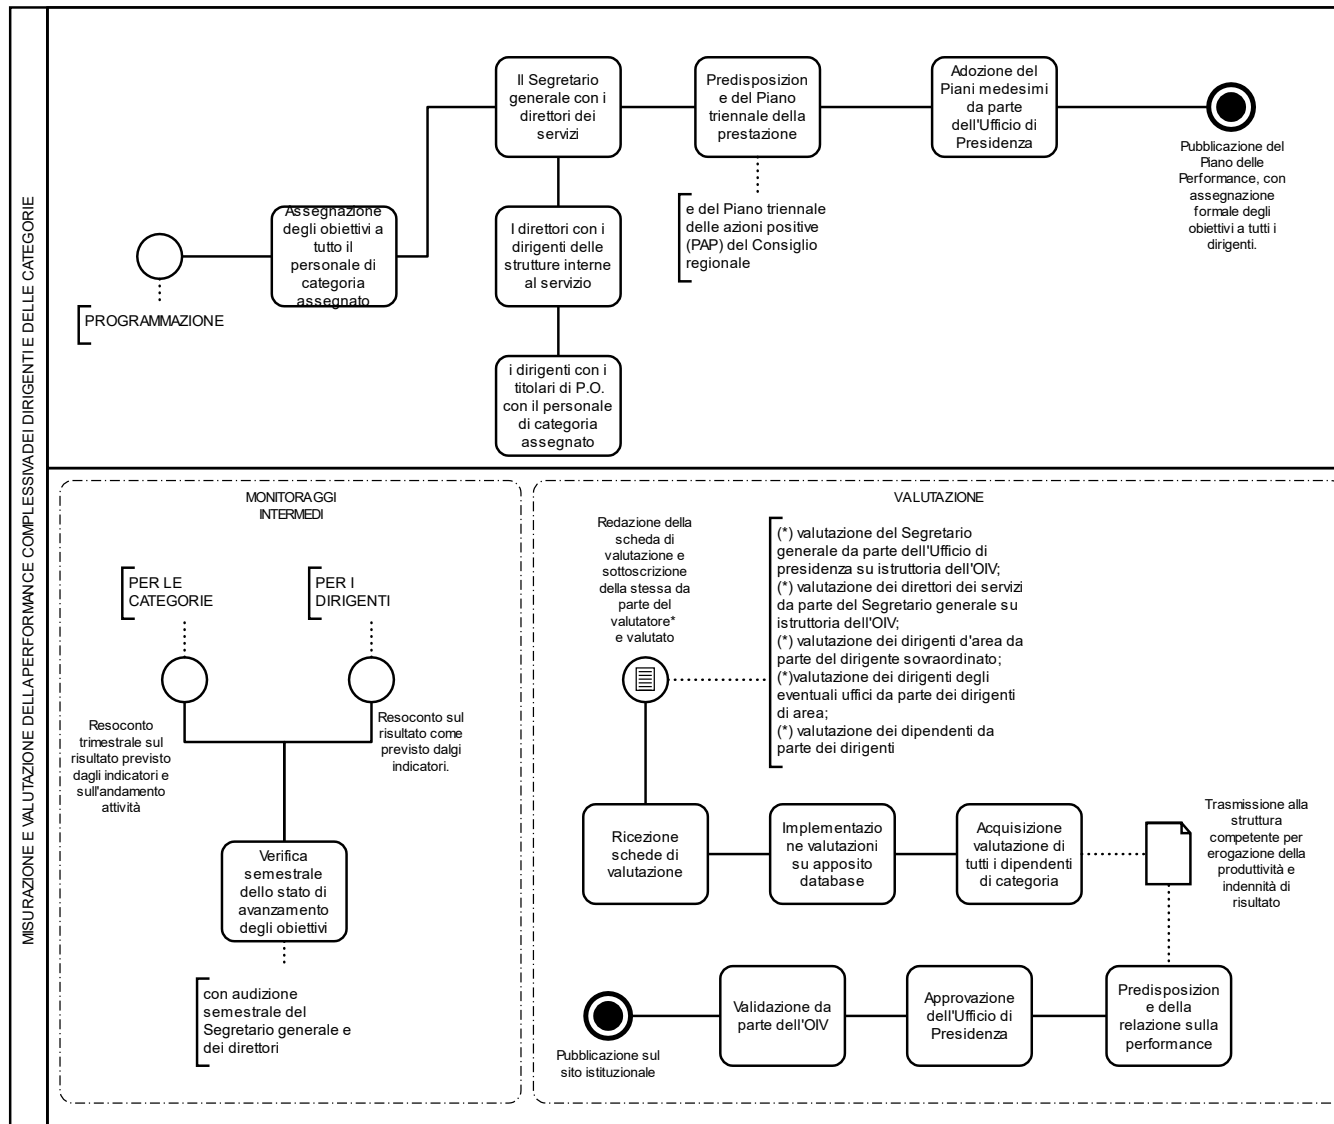 MISURAZIONE E VALUTAZIONE DELLA PERFORMANCE COMPLESSIVA DEI DIRIGENTI E DELLE CATEGORIE
PROGRAMMAZIONE
Assegnazione
degli obiettivi a
tutto il
personale di
categoria
assegnato
Il Segretario
generale con i
direttori dei
servizi
I direttori con i
dirigenti delle
strutture interne
al servizio
i dirigenti con i
titolari di P.O.
con il personale
di categoria
assegnato
Predisposizion
e del Piano
triennale della
prestazione
e del Piano triennale
delle azioni positive
(PAP) del Consiglio
regionale
Adozione del
Piani medesimi
da parte
dell'Ufficio di
Presidenza
Pubblicazione del
Piano delle
Performance, con
assegnazione
formale degli
obiettivi a tutti i
dirigenti.
MONITORAGGI
INTERMEDI
PER LE
CATEGORIE
PER I
DIRIGENTI
Resoconto
trimestrale sul
risultato previsto
dagli indicatori e
sull'andamento
attività
Resoconto sul
risultato come
previsto dalgi
indicatori.
Verifica
semestrale
dello stato di
avanzamento
degli obiettivi
con audizione
semestrale del
Segretario generale e
dei direttori
VALUTAZIONE
Redazione della
scheda di
valutazione e
sottoscrizione
della stessa da
parte del
valutatore*
e valutato
(*) valutazione del Segretario
generale da parte dell'Ufficio di
presidenza su istruttoria dell'OIV;
(*) valutazione dei direttori dei servizi
da parte del Segretario generale su
istruttoria dell'OIV;
(*) valutazione dei dirigenti d'area da
parte del dirigente sovraordinato;
(*)valutazione dei dirigenti degli
eventuali uffici da parte dei dirigenti
di area;
(*) valutazione dei dipendenti da
parte dei dirigenti
Ricezione
schede di
valutazione
Implementazio
ne valutazioni
su apposito
database
Acquisizione
valutazione di
tutti i dipendenti
di categoria
Trasmissione alla
struttura
competente per
erogazione della
produttività e
indennità di
risultato
Predisposizion
e della
relazione sulla
performance
Approvazione
dell'Ufficio di
Presidenza
Validazione da
parte dell'OIV
Pubblicazione sul
sito istituzionale